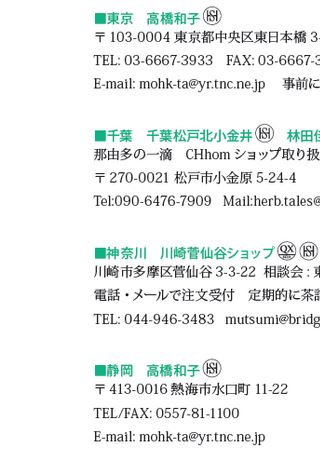 ■東京　高橋和子
〒103-0004 東京都中央区東日本橋 3-
TEL: 03-6667-3933　FAX: 03-6667-3
E-mail: mohk-ta@yr.tnc.ne.jp　事前に
■千葉　千葉松戸北小金井　林田佳
那由多の一滴　CHhom ショップ取り扱
〒270-0021 松戸市小金原 5-24-4
Tel:090-6476-7909　Mail:herb.tales@
■神奈川　川崎菅仙谷ショップ QX
川崎市多摩区菅仙谷 3-3-22　相談会 : 東
電話・メールで注文受付　定期的に茶話
TEL: 044-946-3483　mutsumi@bridg
■静岡　高橋和子
〒413-0016 熱海市水口町 11-22
TEL/FAX: 0557-81-1100
E-mail: mohk-ta@yr.tnc.ne.jp